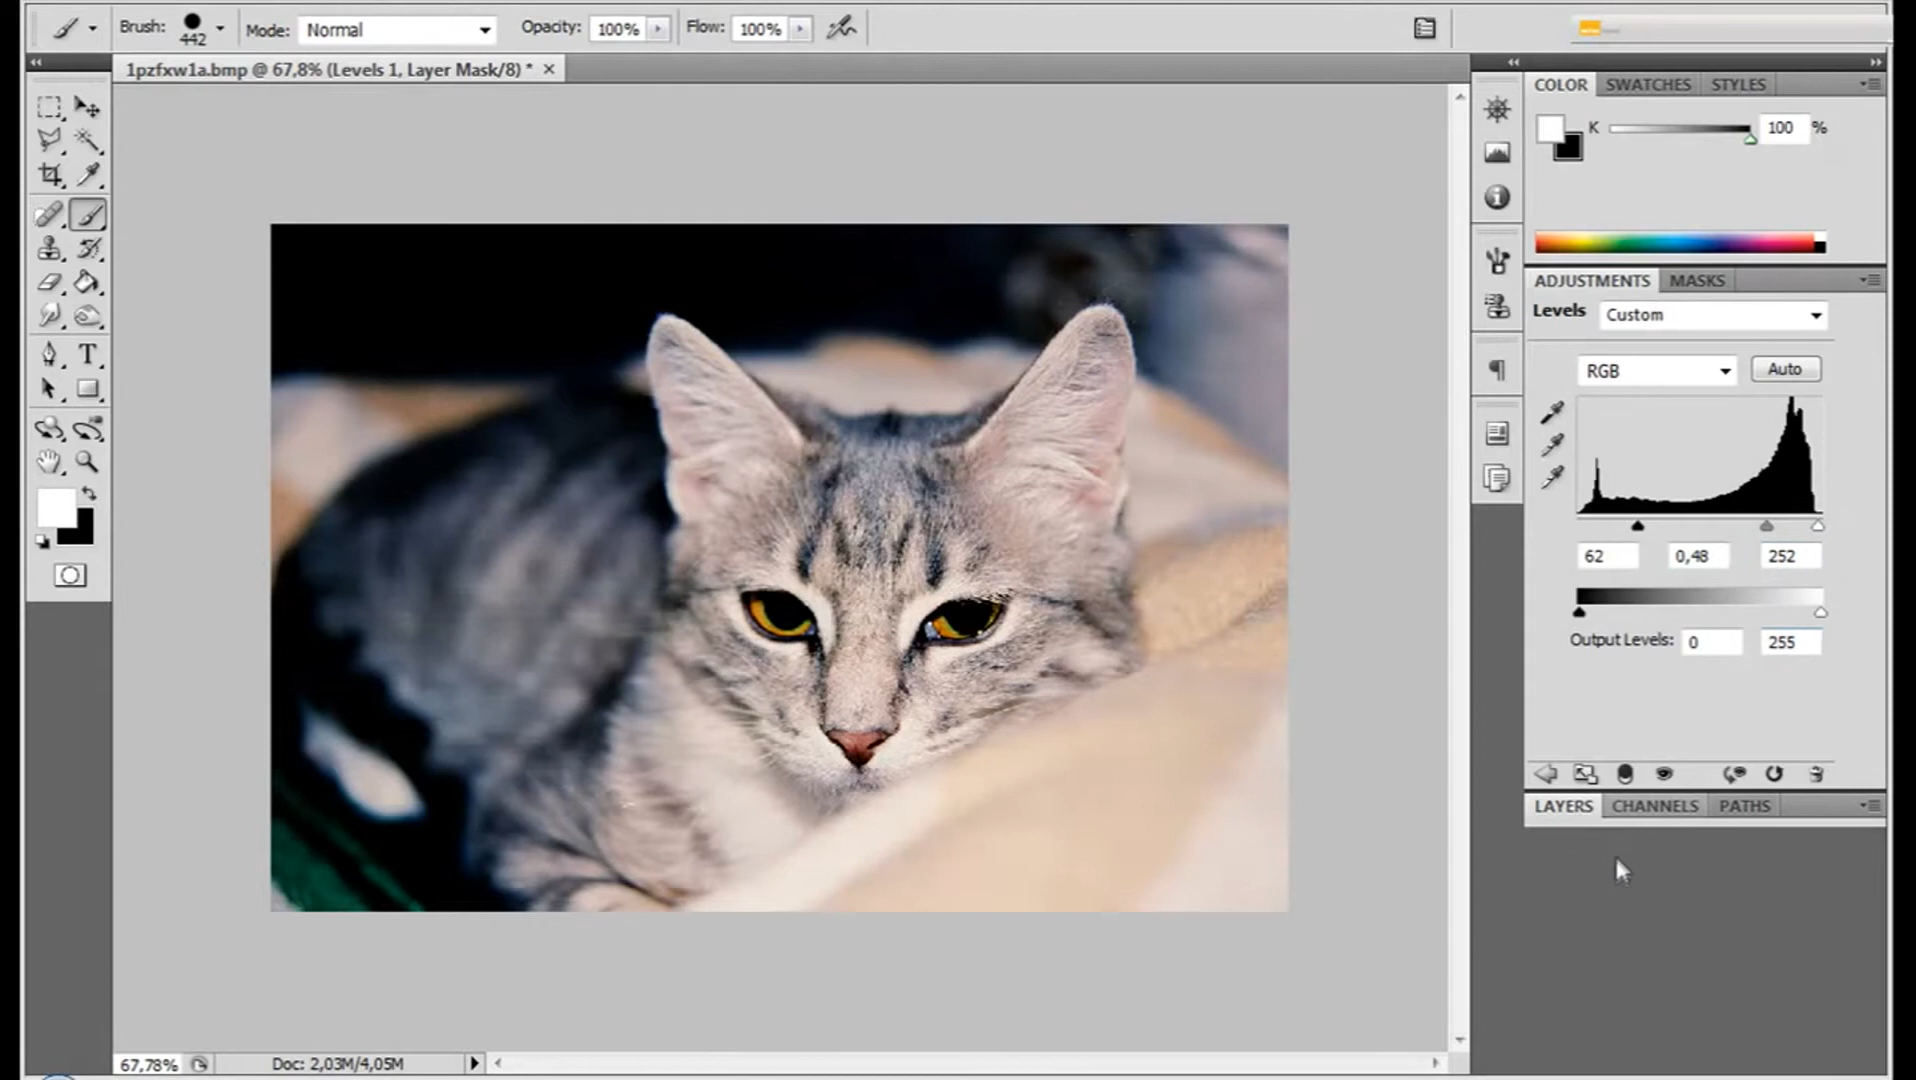 Brush: 442 Mode: Normal Opacity: 100% Flow: 100%
1pzfxw1a.bmp @ 67,8% (Levels 1, Layer Mask/8) *
COLOR SWATCHES STYLES
K 100 %
ADJUSTMENTS MASKS
Levels Custom
RGB Auto
62 0,48 252
Output Levels: 0 255
LAYERS CHANNELS PATHS
67,78% Doc: 2,03M/4,05M